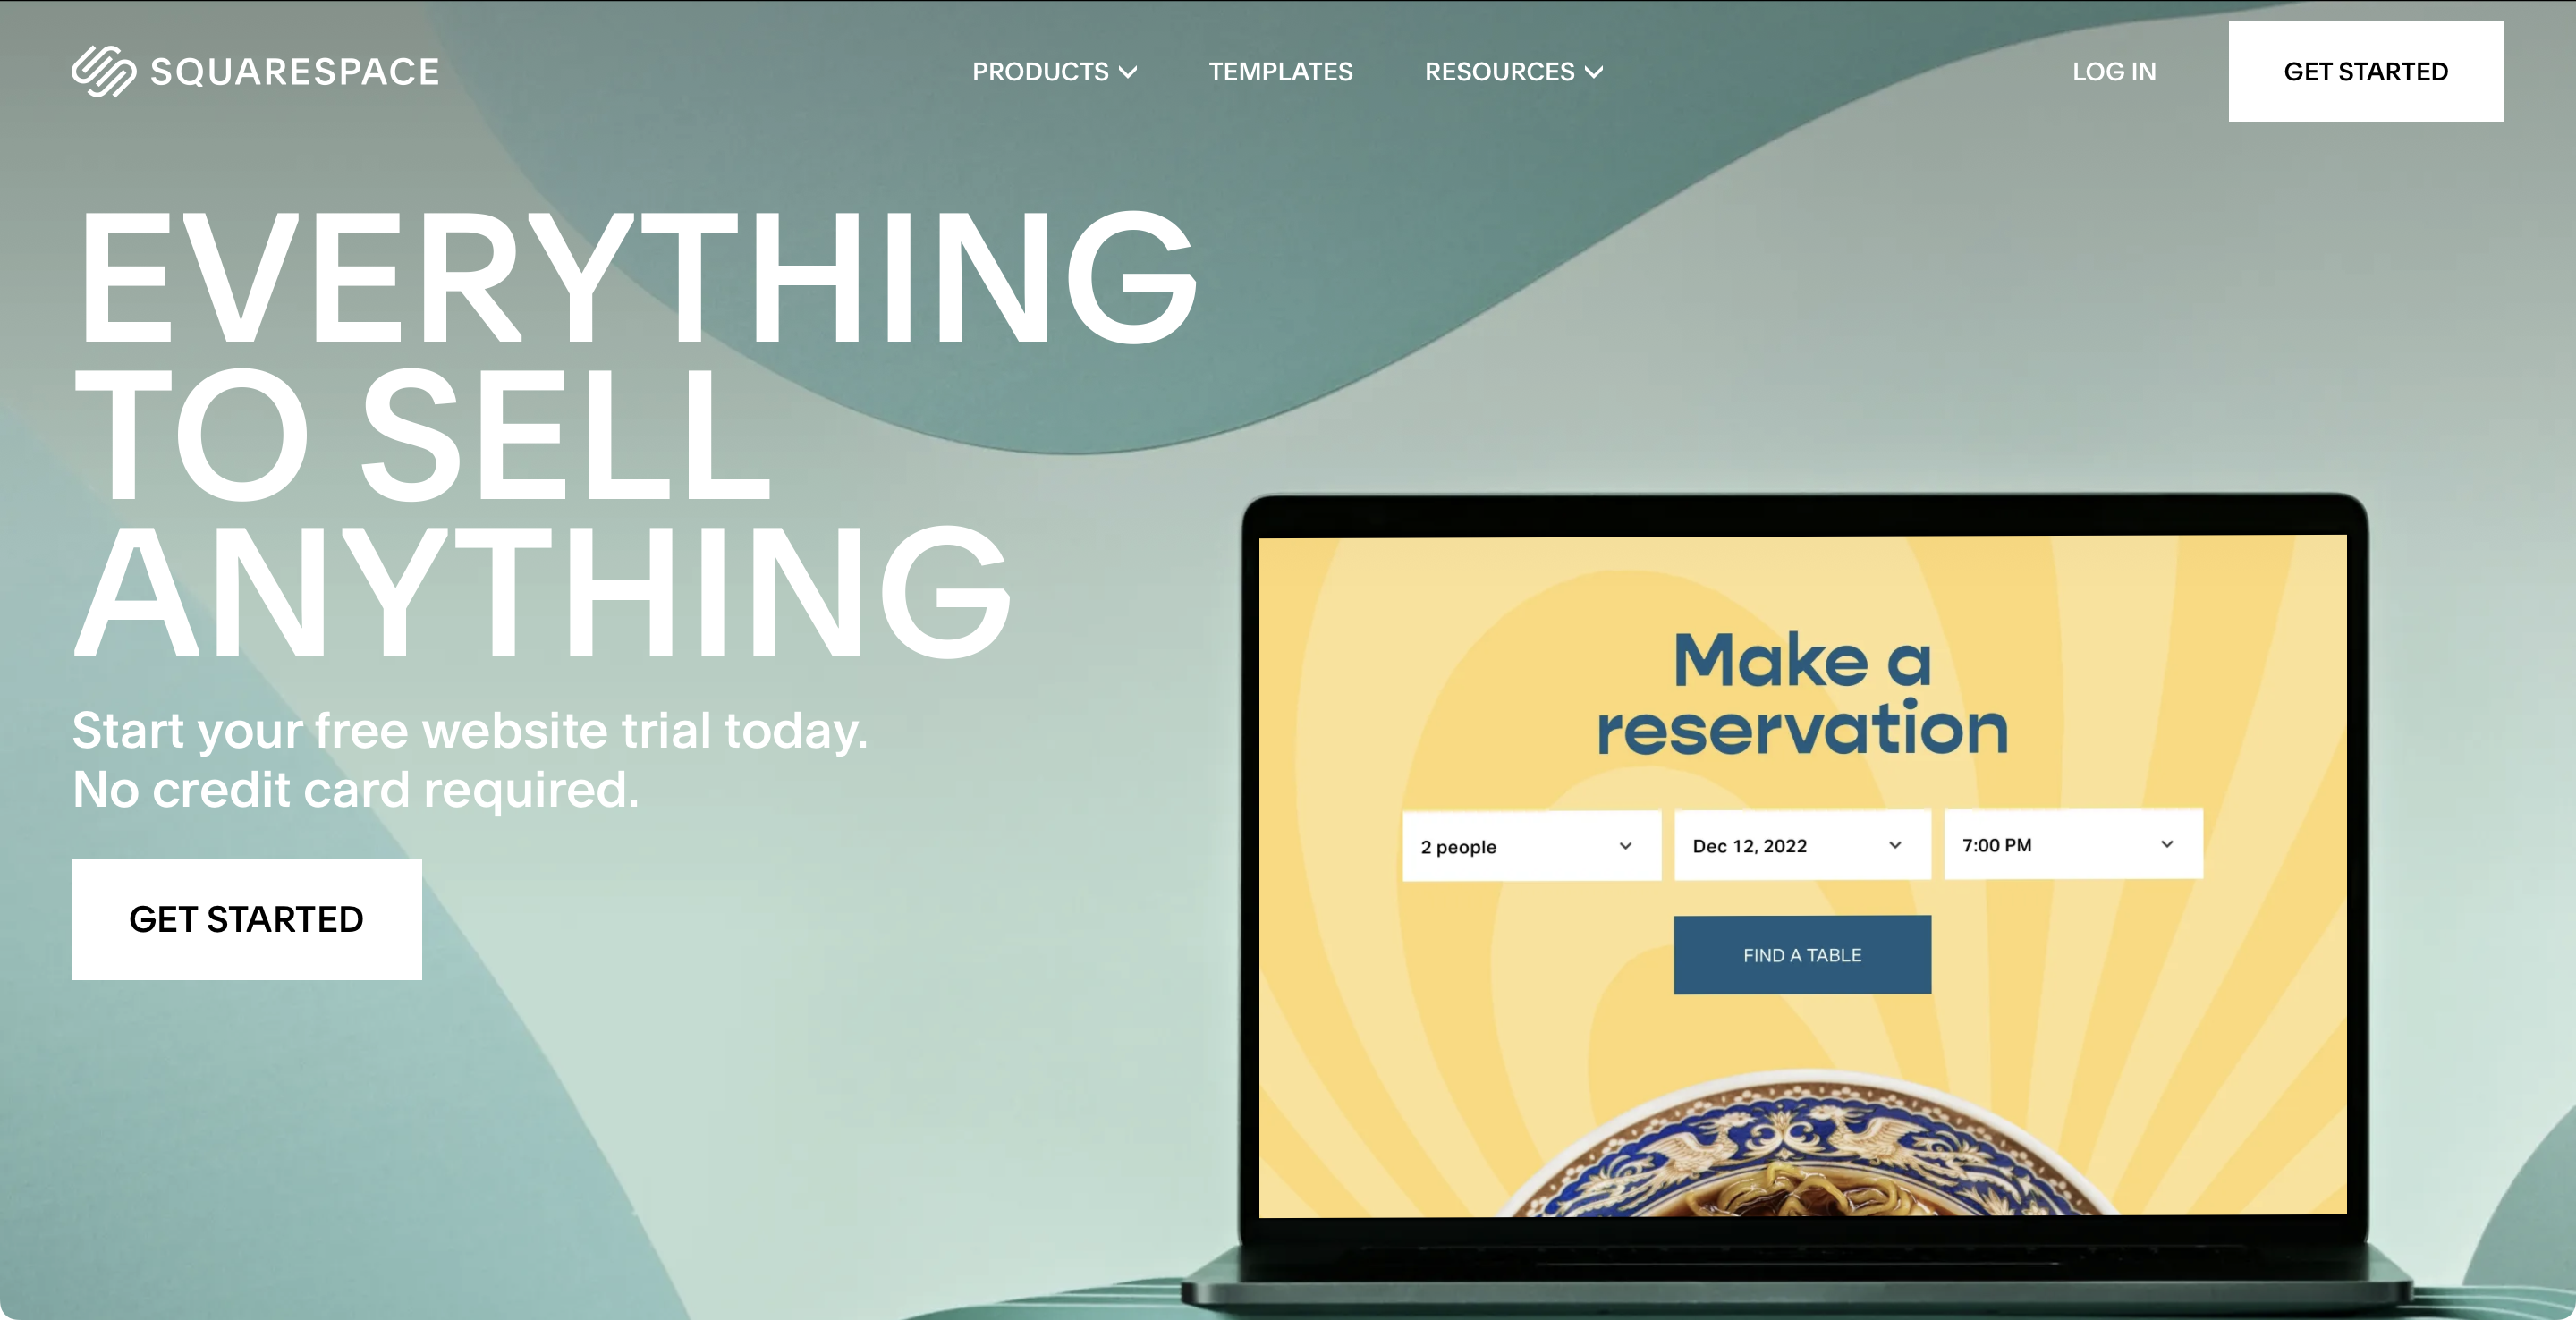 SQUARESPACE
PRODUCTS
TEMPLATES
RESOURCES
LOG IN
GET STARTED
EVERYTHING
TO SELL
ANYTHING
Start your free website trial today.
No credit card required.
GET STARTED
Make a
reservation
2 people
Dec 12, 2022
7:00 PM
FIND A TABLE